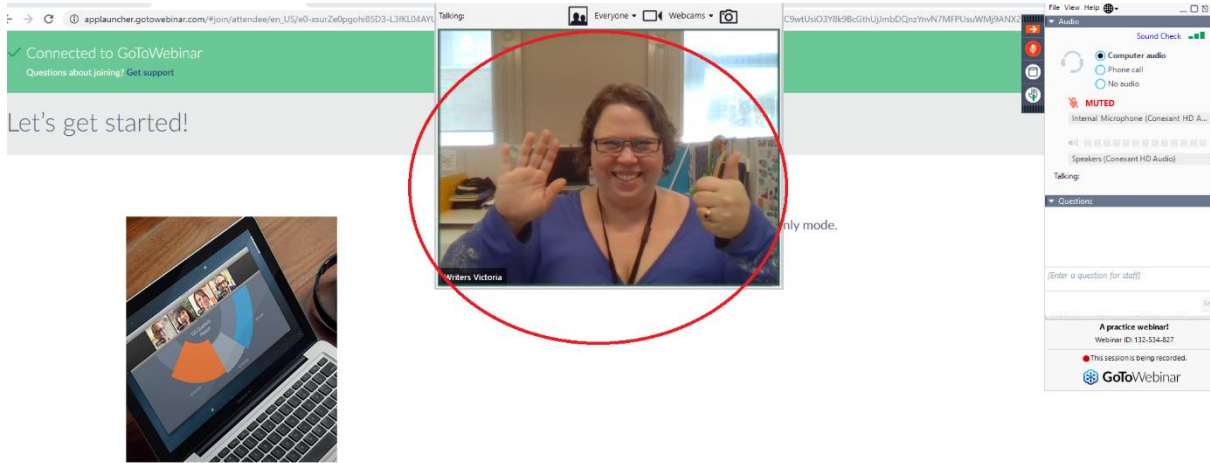 applauncher.gotowebinar.com/#join/attendee/en_US/
Connected to GoToWebinar
Questions about joining? Get support
Let's get started!
nly mode.
Talking:
Everyone
Webcams
Writers Victoria
File View Help
Audio
Sound Check
Computer audio
Phone call
No audio
MUTED
Internal Microphone (Conexant HD A...
Speakers (Conexant HD Audio)
Talking:
Questions
[Enter a question for staff]
A practice webinar!
Webinar ID: 132-534-827
This session is being recorded.
GoToWebinar